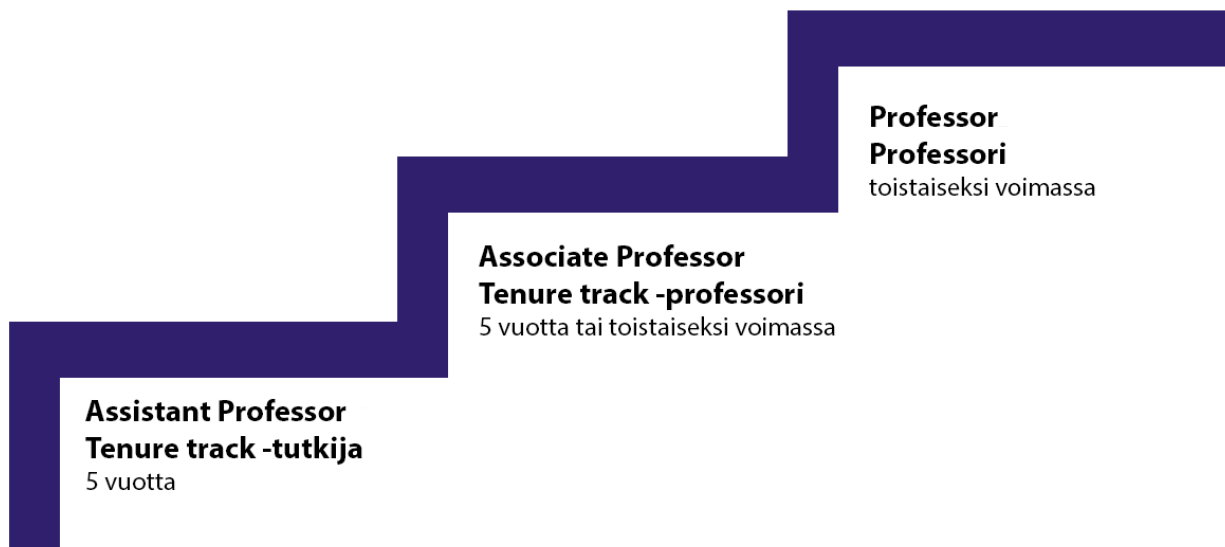 Professor
Professori
toistaiseksi voimassa
Associate Professor
Tenure track -professori
5 vuotta tai toistaiseksi voimassa
Assistant Professor
Tenure track -tutkija
5 vuotta